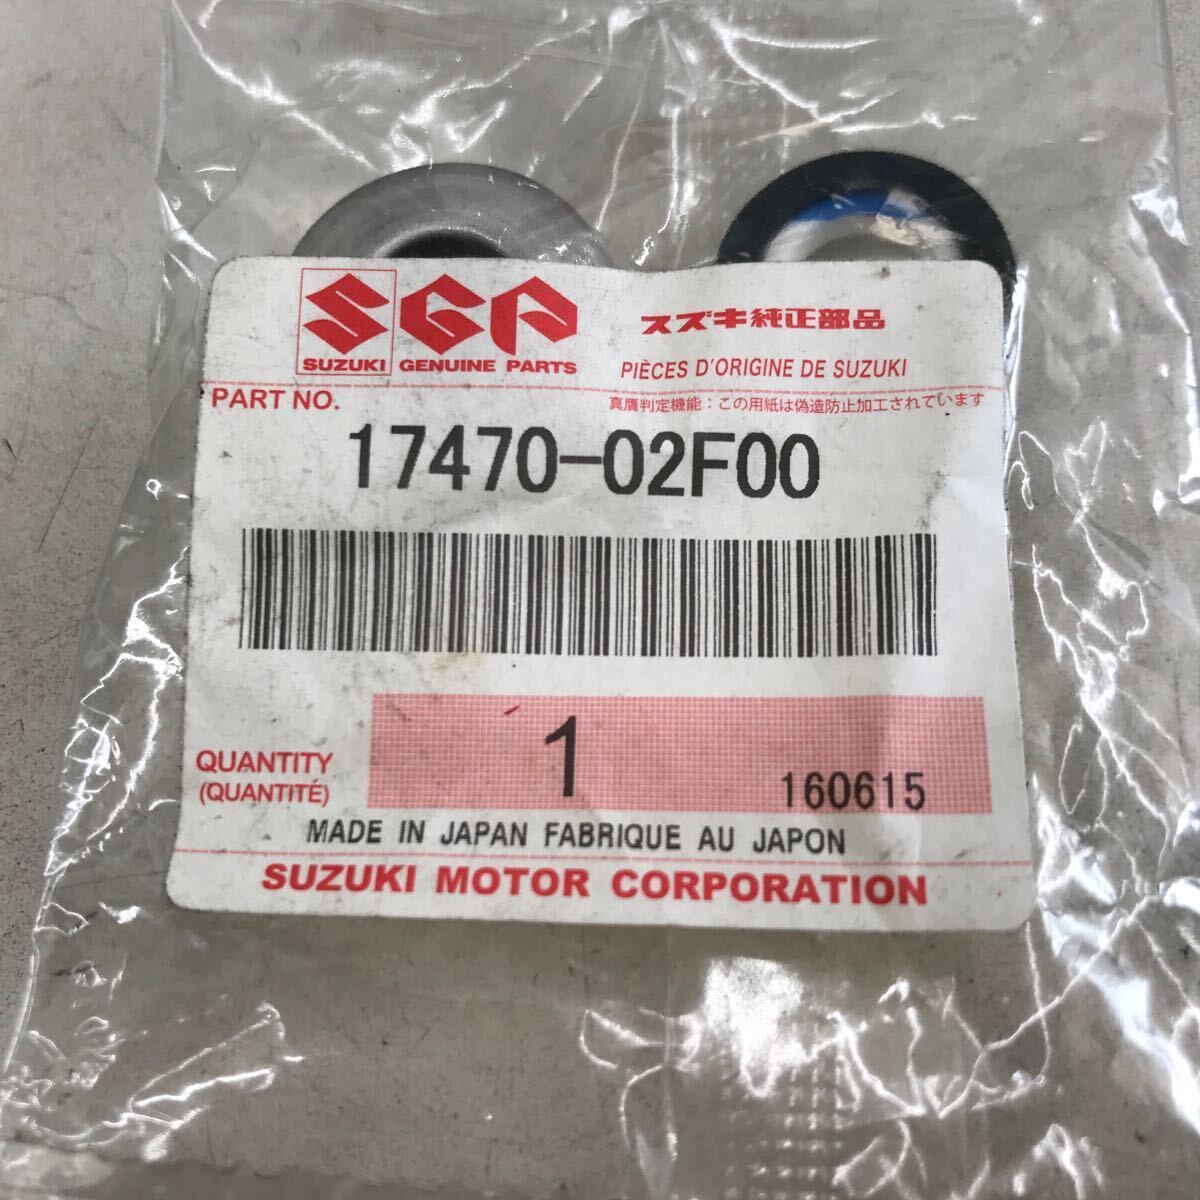 SGP
SUZUKI GENUINE PARTS
スズキ純正部品
PIÈCES D'ORIGINE DE SUZUKI
PART NO.
真贋判定機能：この用紙は偽造防止加工されています
17470-02F00
QUANTITY
(QUANTITÉ)
1
160615
MADE IN JAPAN FABRIQUE AU JAPON
SUZUKI MOTOR CORPORATION